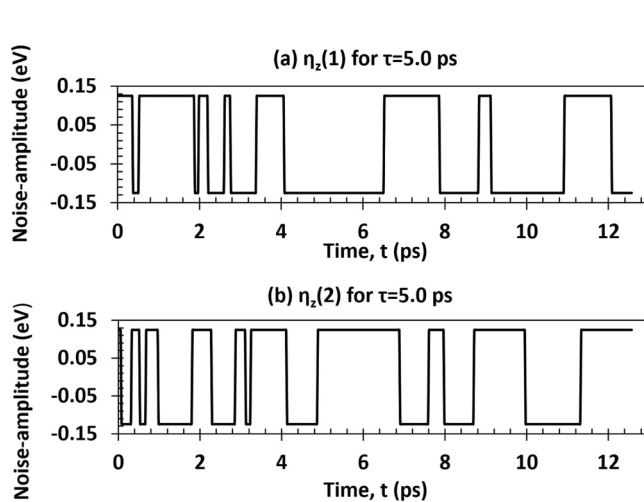 (a) η_z(1) for τ=5.0 ps
Noise-amplitude (eV)
0.15
0.05
-0.05
-0.15
0 2 4 6 8 10 12
Time, t (ps)
(b) η_z(2) for τ=5.0 ps
Noise-amplitude (eV)
0.15
0.05
-0.05
-0.15
0 2 4 6 8 10 12
Time, t (ps)